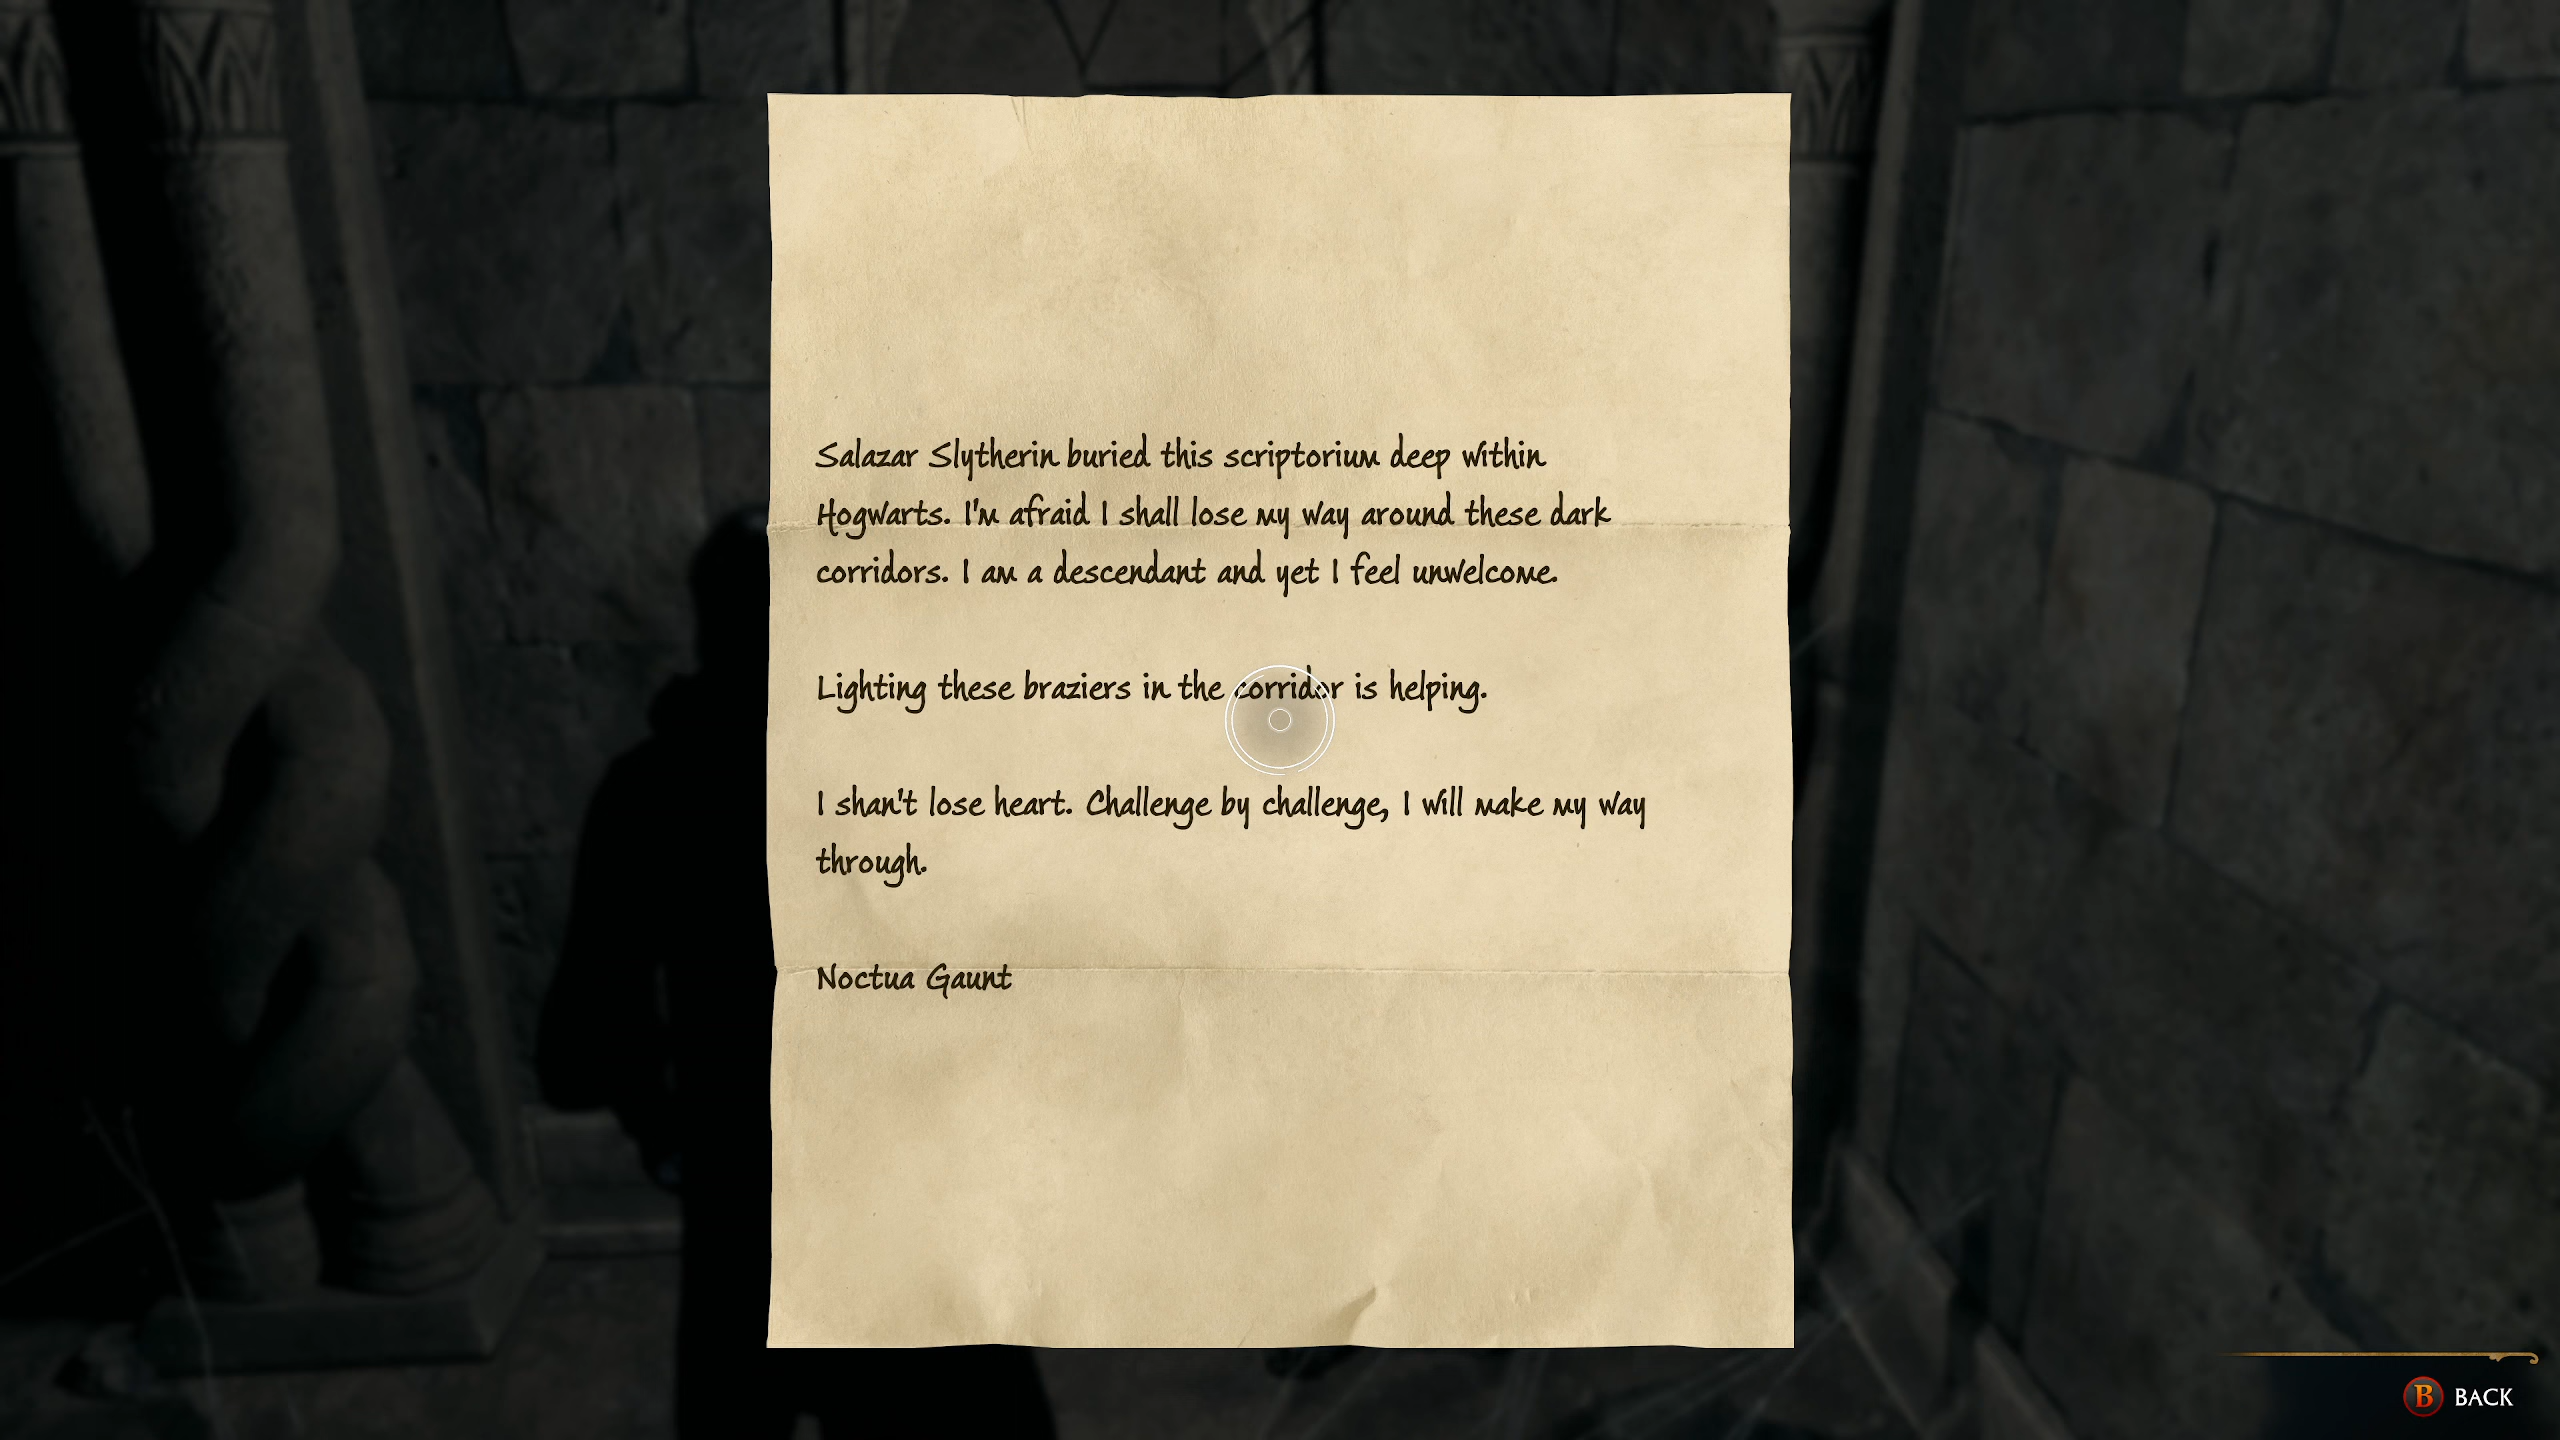 Salazar Slytherin buried this scriptorium deep within
Hogwarts. I'm afraid I shall lose my way around these dark
corridors. I am a descendant and yet I feel unwelcome.
Lighting these braziers in the corridor is helping.
I shan't lose heart. Challenge by challenge, I will make my way
through.
Noctua Gaunt
B BACK